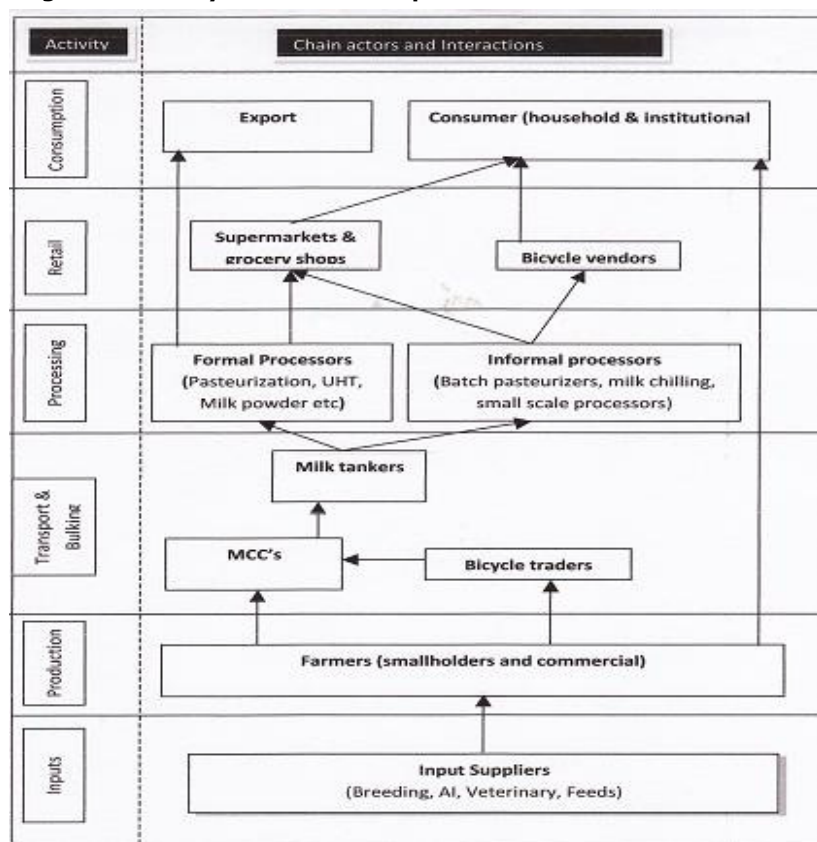 Activity
Chain actors and Interactions
Consumption
Export
Consumer (household & institutional
Retail
Supermarkets &
grocery shops
Bicycle vendors
Processing
Formal Processors
(Pasteurization, UHT,
Milk powder etc)
Informal processors
(Batch pasteurizers, milk chilling,
small scale processors)
Transport &
Bulking
Milk tankers
MCC's
Bicycle traders
Production
Farmers (smallholders and commercial)
Inputs
Input Suppliers
(Breeding, AI, Veterinary, Feeds)